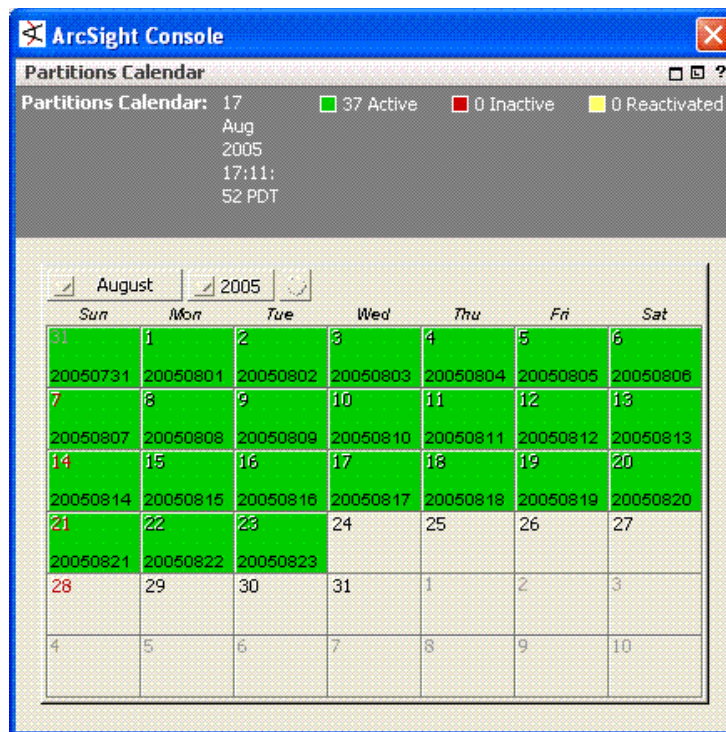 ArcSight Console
Partitions Calendar
?
Partitions Calendar: 17 Aug 2005 17:11:52 PDT 37 Active 0 Inactive 0 Reactivated
August 2005
Sun Mon Tue Wed Thu Fri Sat
31 1 2 3 4 5 6
20050731 20050801 20050802 20050803 20050804 20050805 20050806
7 8 9 10 11 12 13
20050807 20050808 20050809 20050810 20050811 20050812 20050813
14 15 16 17 18 19 20
20050814 20050815 20050816 20050817 20050818 20050819 20050820
21 22 23 24 25 26 27
20050821 20050822 20050823
28 29 30 31 1 2 3
4 5 6 7 8 9 10